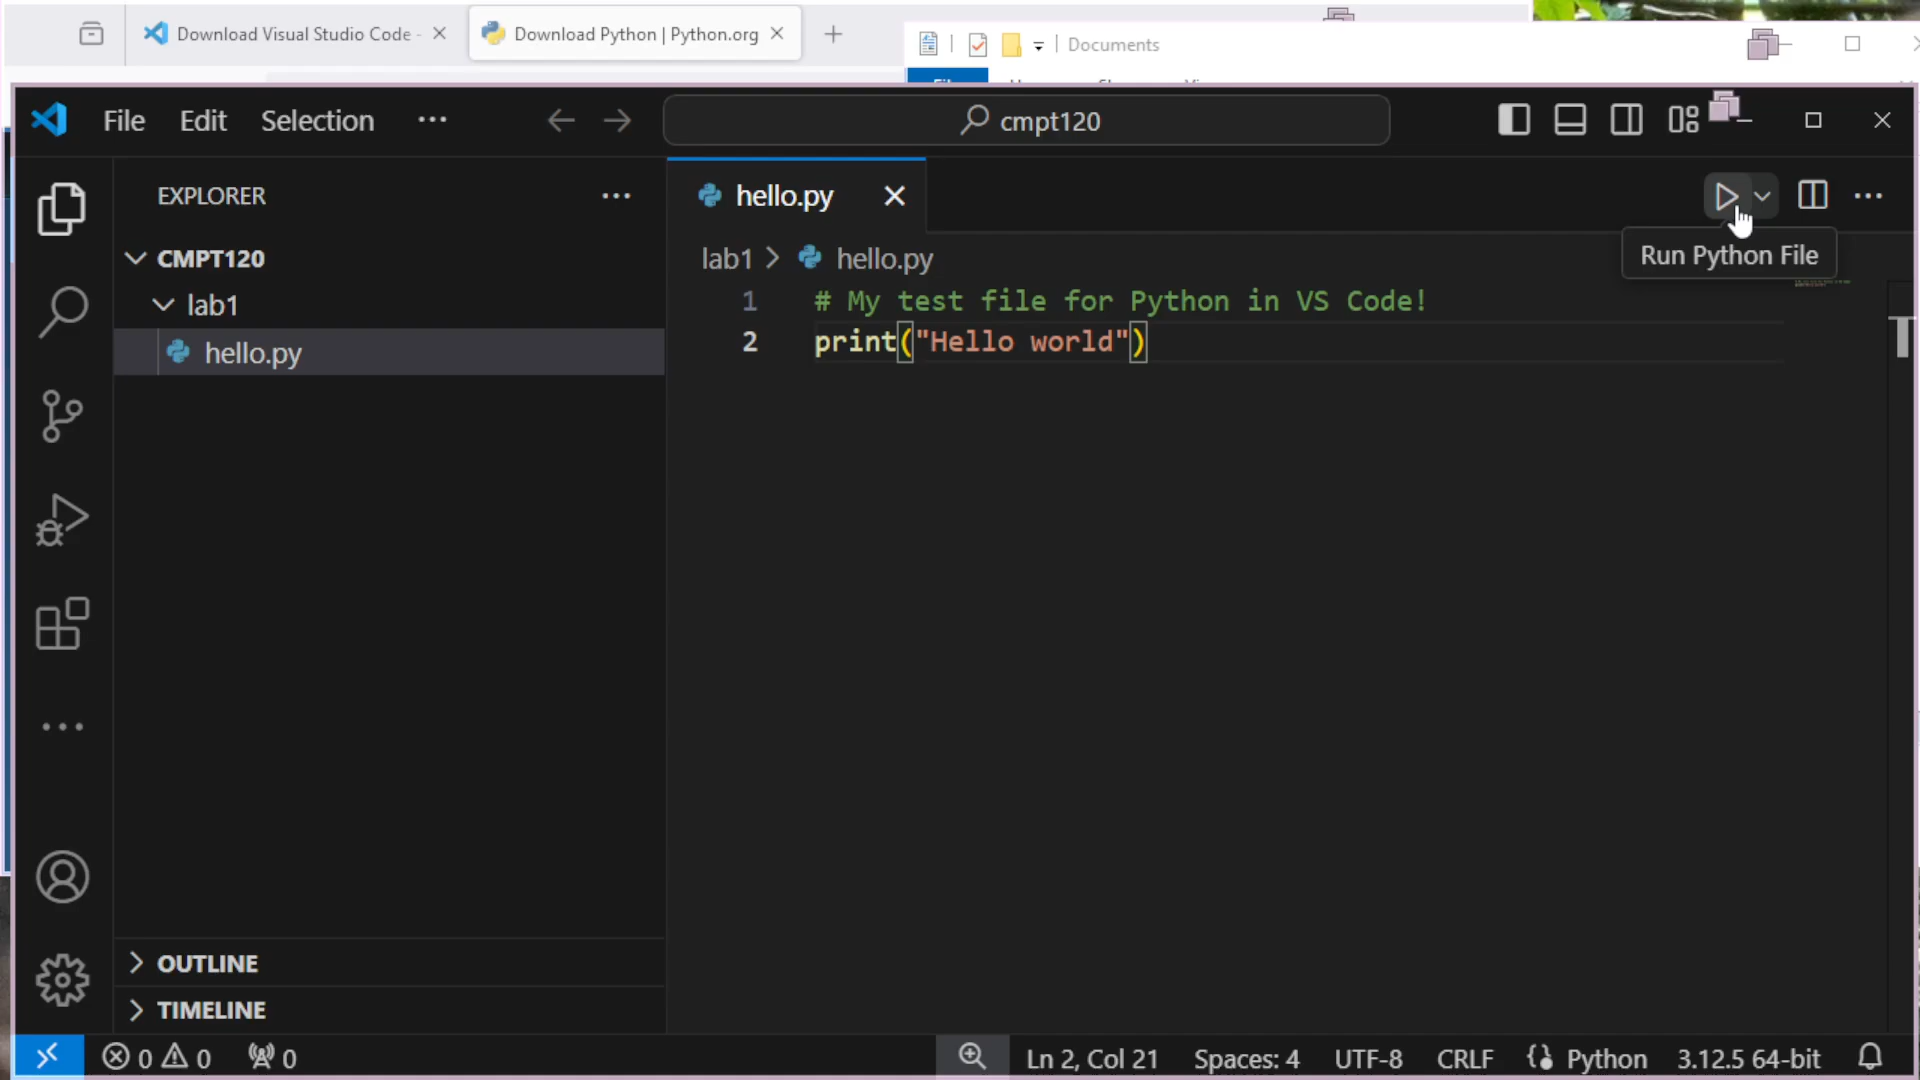 Download Visual Studio Code -
Download Python | Python.org
Documents
File Edit Selection ···
cmpt120
EXPLORER
CMPT120
lab1
hello.py
hello.py
Run Python File
lab1 > hello.py
1 # My test file for Python in VS Code!
2 print("Hello world")
OUTLINE
TIMELINE
0 0 0
Ln 2, Col 21 Spaces: 4 UTF-8 CRLF Python 3.12.5 64-bit